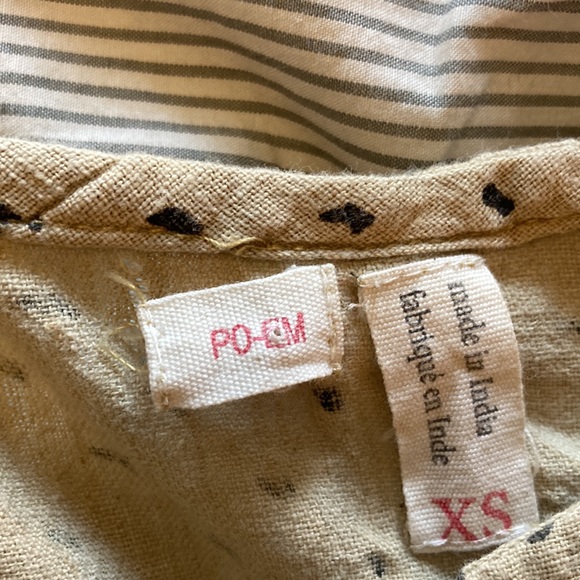 PO-EM
made in India
fabriqué en Inde
XS